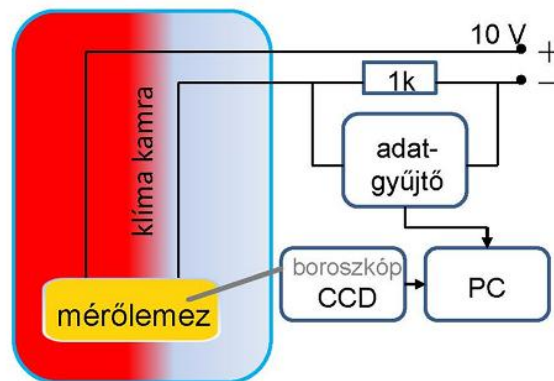 10 V
+
1k
–
klíma kamra
adat-
gyűjtő
boroszkóp
CCD
PC
mérőlemez